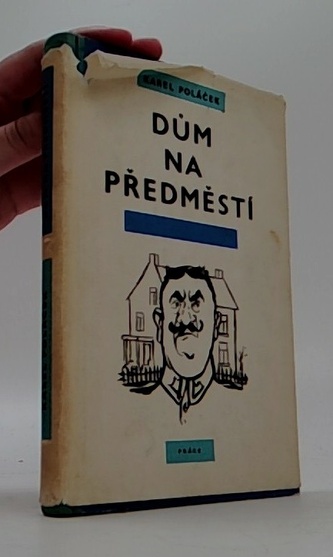 KAREL POLÁČEK
DŮM
NA
PŘEDMĚSTÍ
PRÁCE